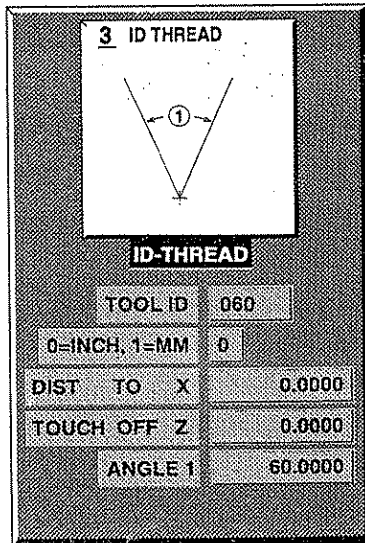 3 ID THREAD
1
ID-THREAD
TOOL ID 060
0=INCH, 1=MM 0
DIST TO X 0.0000
TOUCH OFF Z 0.0000
ANGLE 1 60.0000